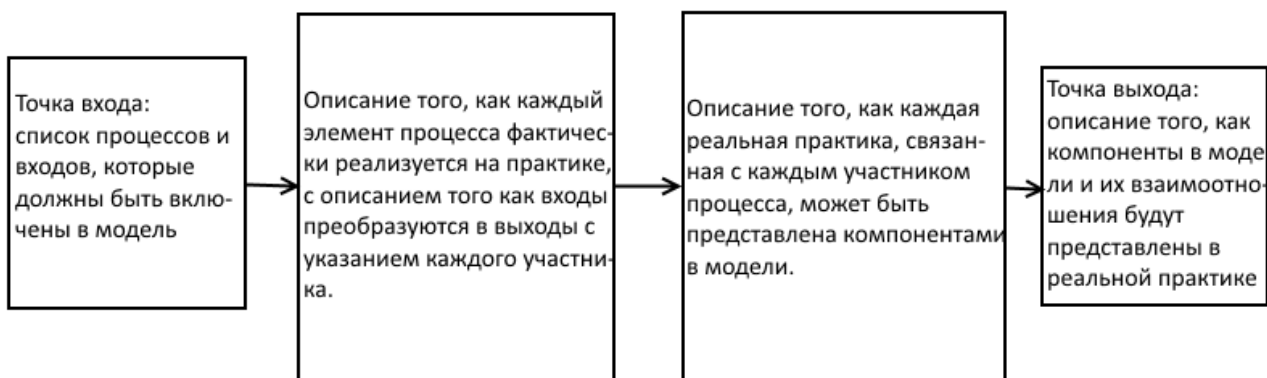 Точка входа:
список процессов и
входов, которые
должны быть вклю-
чены в модель
Описание того, как каждый
элемент процесса фактичес-
ки реализуется на практике,
с описанием того как входы
преобразуются в выходы с
указанием каждого участни-
ка.
Описание того, как каждая
реальная практика, связан-
ная с каждым участником
процесса, может быть
представлена компонентами
в модели.
Точка выхода:
описание того, как
компоненты в моде
ли и их взаимоотно-
шения будут
представлены в
реальной практике